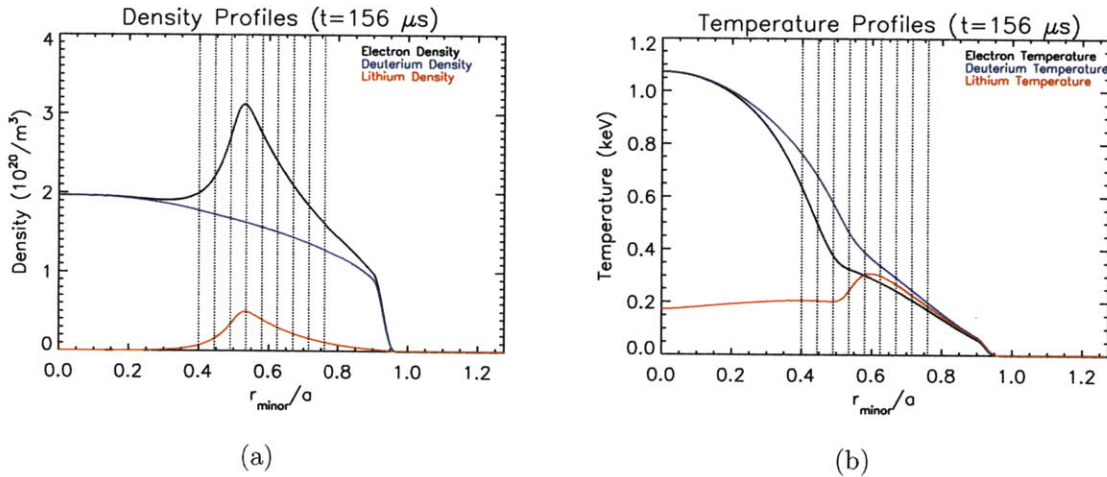 Density Profiles (t=156 μs)
4
3
2
1
0
Density (10^20/m^3)
Electron Density
Deuterium Density
Lithium Density
0.0 0.2 0.4 0.6 0.8 1.0 1.2
r_minor/a
(a)
Temperature Profiles (t=156 μs)
1.2
1.0
0.8
0.6
0.4
0.2
0.0
Temperature (keV)
Electron Temperature
Deuterium Temperature
Lithium Temperature
0.0 0.2 0.4 0.6 0.8 1.0 1.2
r_minor/a
(b)